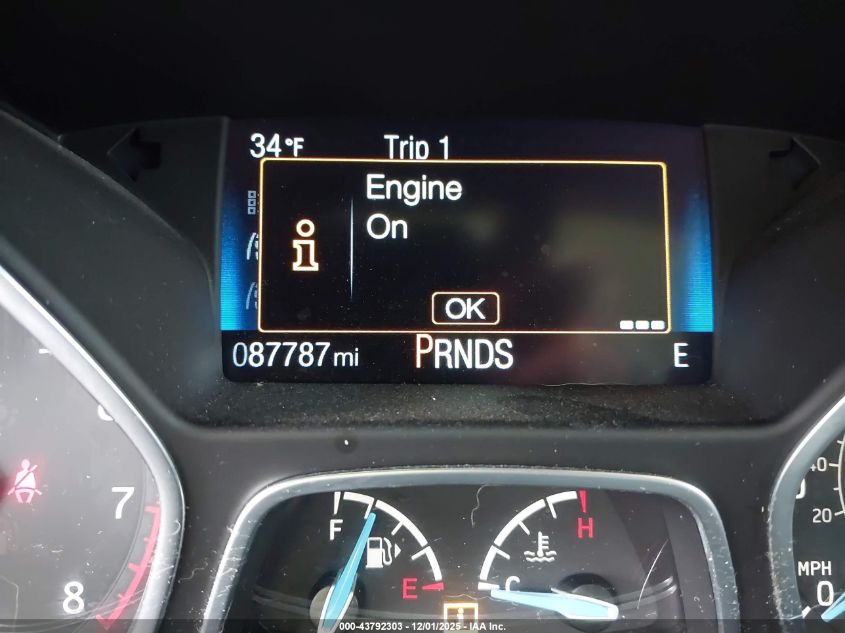 34°F Trip 1
Engine
On
OK
087787 mi PRNDS E
7
8
F
E
C
H
40
20
MPH
0
000-43792303 - 12/01/2025 - IAA Inc.